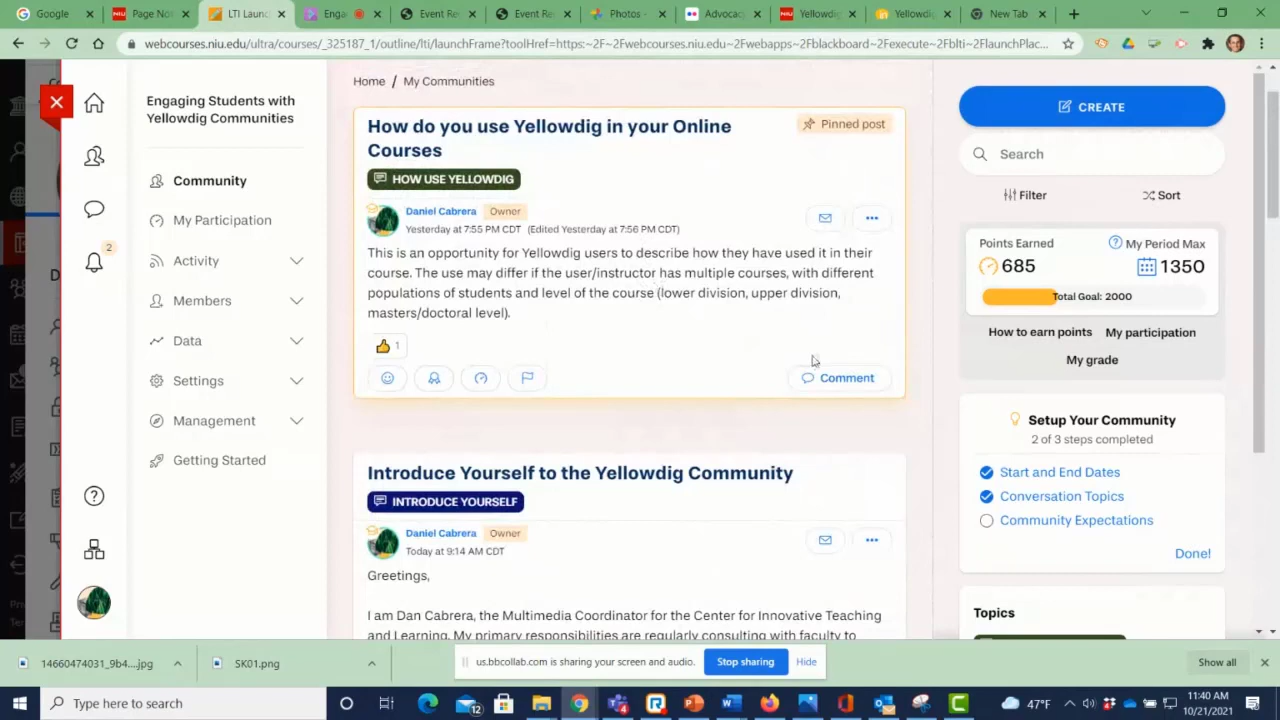 Google
Page No
LTI Laun
Enga
Event Re
Event Re
Photos -
Advocac
Yellowdig
Yellowdig
New Tab
webcourses.niu.edu/ultra/courses/_325187_1/outline/lti/launchFrame?toolHref=https:~2F~2Fwebcourses.niu.edu~2Fwebapps~2Fblackboard~2Fexecute~2Fblti~2FlaunchPlac...
Engaging Students with
Yellowdig Communities
Community
My Participation
Activity
Members
Data
Settings
Management
Getting Started
2
Home / My Communities
How do you use Yellowdig in your Online
Courses
Pinned post
HOW USE YELLOWDIG
Daniel Cabrera Owner
Yesterday at 7:55 PM CDT (Edited Yesterday at 7:56 PM CDT)
This is an opportunity for Yellowdig users to describe how they have used it in their
course. The use may differ if the user/instructor has multiple courses, with different
populations of students and level of the course (lower division, upper division,
masters/doctoral level).
1
Comment
Introduce Yourself to the Yellowdig Community
INTRODUCE YOURSELF
Daniel Cabrera Owner
Today at 9:14 AM CDT
Greetings,
I am Dan Cabrera, the Multimedia Coordinator for the Center for Innovative Teaching
and Learning. My primary responsibilities are regularly consulting with faculty to
CREATE
Search
Filter
Sort
Points Earned
My Period Max
685
1350
Total Goal: 2000
How to earn points
My participation
My grade
Setup Your Community
2 of 3 steps completed
Start and End Dates
Conversation Topics
Community Expectations
Done!
Topics
14660474031_9b4....jpg
SK01.png
us.bbcollab.com is sharing your screen and audio.
Stop sharing
Hide
Show all
Type here to search
47°F
11:40 AM
10/21/2021